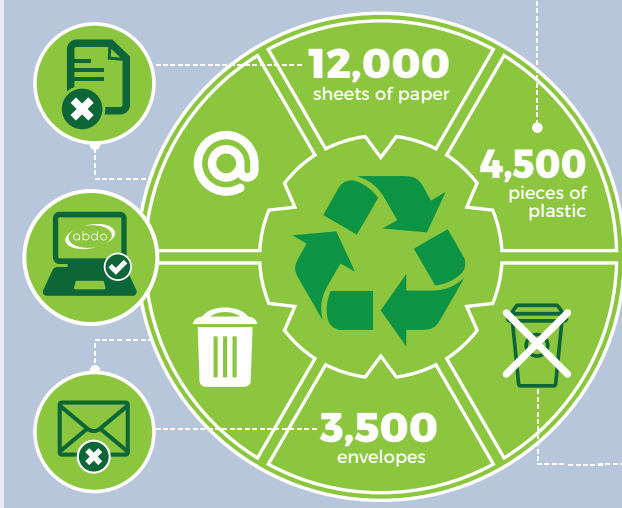 12,000
sheets of paper
@
4,500
pieces of
plastic
abdo
3,500
envelopes